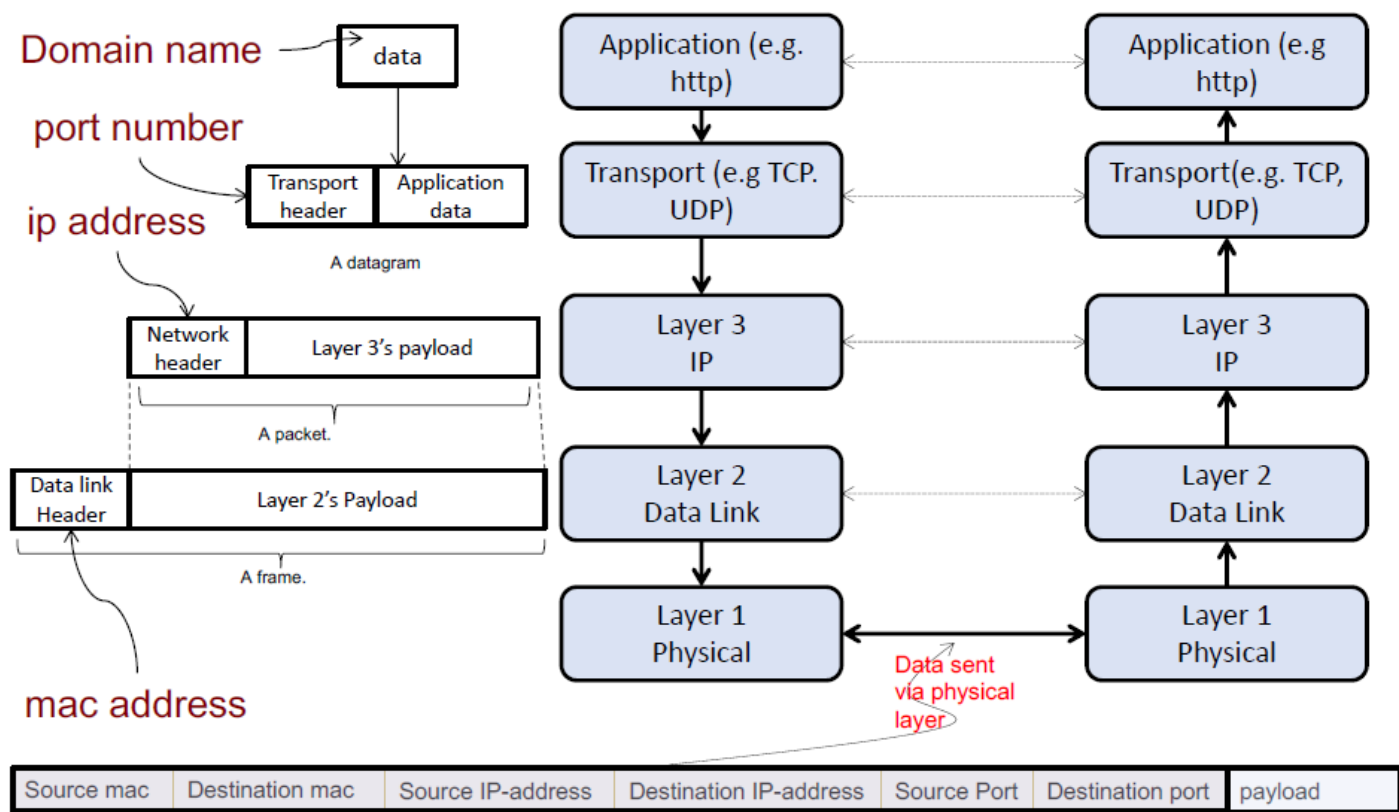 Domain name
data
port number
Transport
header
Application
data
ip address
A datagram
Network
header
Layer 3's payload
A packet.
Data link
Header
Layer 2's Payload
A frame.
mac address
Application (e.g.
http)
Transport (e.g TCP.
UDP)
Layer 3
IP
Layer 2
Data Link
Layer 1
Physical
Application (e.g
http)
Transport(e.g. TCP,
UDP)
Layer 3
IP
Layer 2
Data Link
Layer 1
Physical
Data sent
via physical
layer
Source mac Destination mac Source IP-address Destination IP-address Source Port Destination port payload